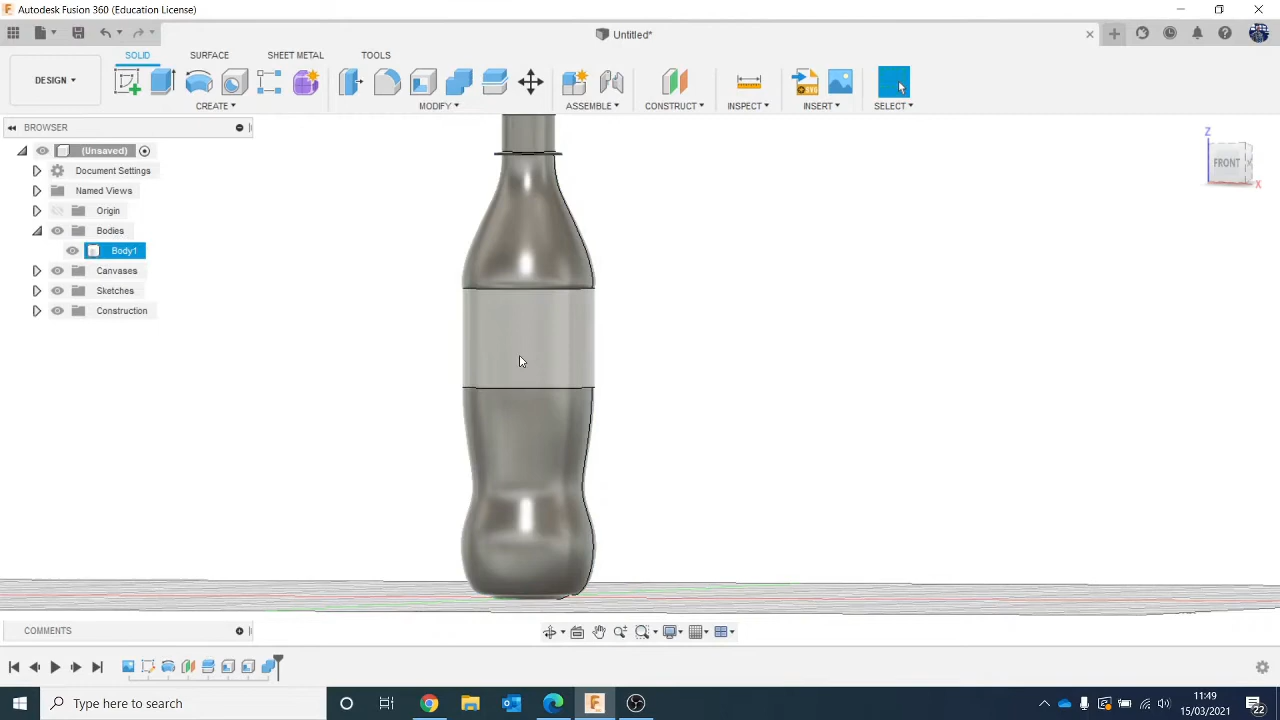 Autodesk Fusion 360 (Education License)
Untitled*
SOLID SURFACE SHEET METAL TOOLS
DESIGN
CREATE MODIFY ASSEMBLE CONSTRUCT INSPECT INSERT SELECT
BROWSER
(Unsaved)
Document Settings
Named Views
Origin
Bodies
Body1
Canvases
Sketches
Construction
Z
FRONT
X
COMMENTS
Type here to search
11:49
15/03/2021
22